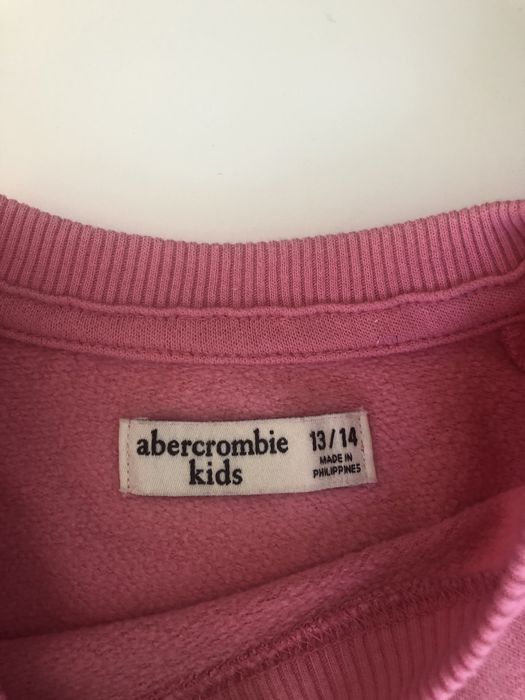 abercrombie
kids
13/14
MADE IN
PHILIPPINES